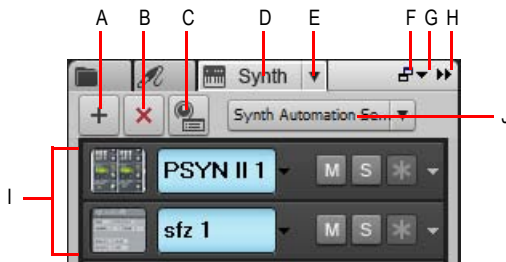 A B C D E F G H
Synth
Synth Automation Se... J
I
PSYN II 1 M S
sfz 1 M S